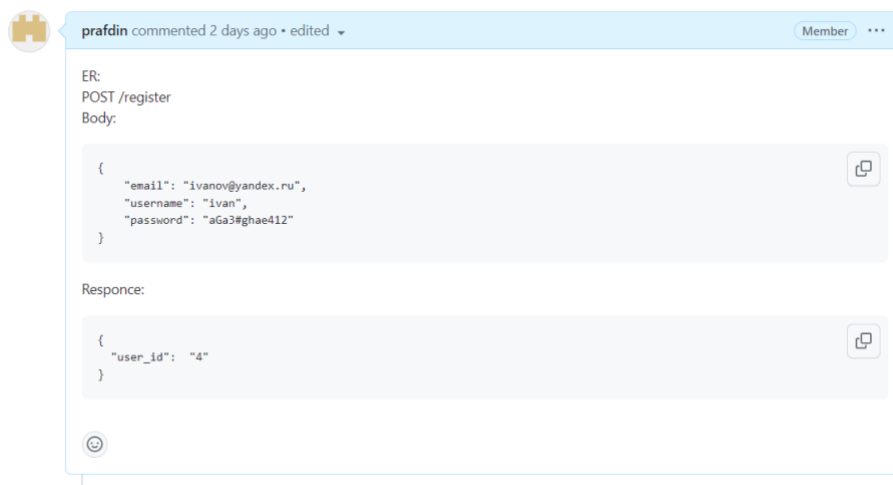 prafdin commented 2 days ago • edited
Member
ER:
POST /register
Body:
{
"email": "ivanov@yandex.ru",
"username": "ivan",
"password": "aGa3#ghae412"
}
Responce:
{
"user_id": "4"
}